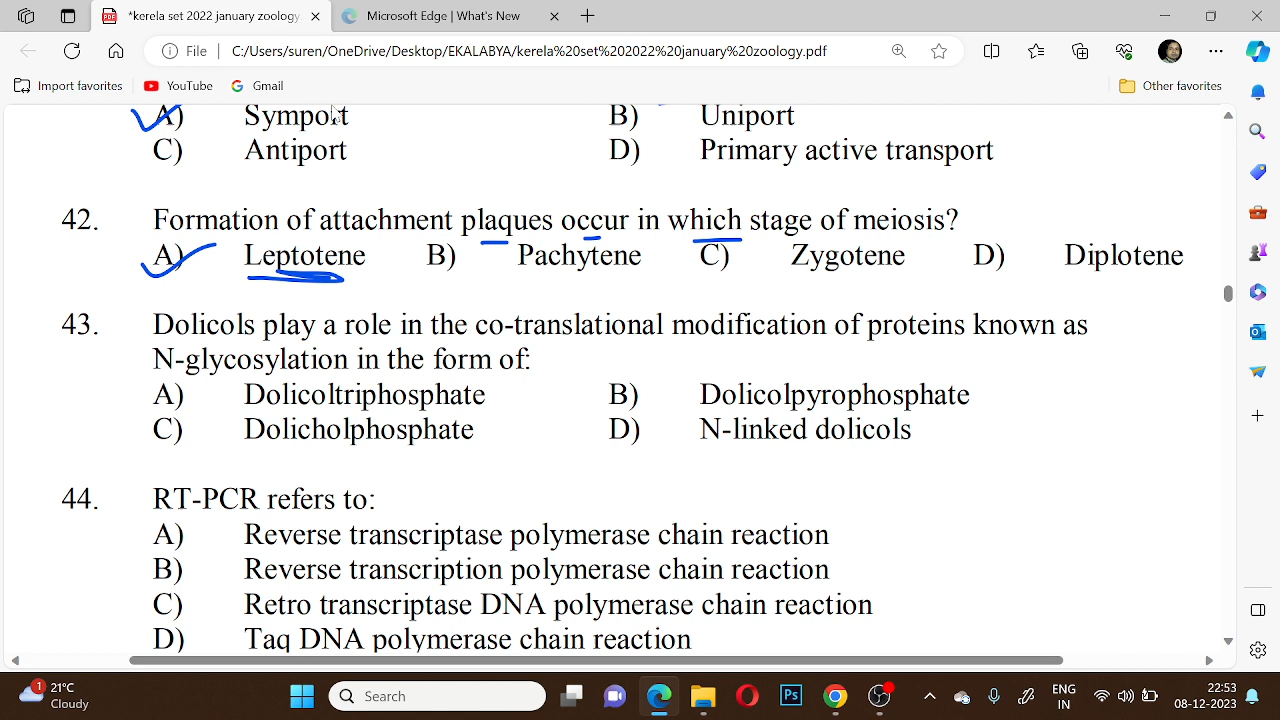 *kerela set 2022 january zoology
Microsoft Edge | What's New
File
C:/Users/suren/OneDrive/Desktop/EKALABYA/kerela%20set%202022%20january%20zoology.pdf
Import favorites
YouTube
Gmail
Other favorites
A) Symport B) Uniport
C) Antiport D) Primary active transport
42. Formation of attachment plaques occur in which stage of meiosis?
A) Leptotene B) Pachytene C) Zygotene D) Diplotene
43. Dolicols play a role in the co-translational modification of proteins known as
N-glycosylation in the form of:
A) Dolicoltriphosphate B) Dolicolpyrophosphate
C) Dolicholphosphate D) N-linked dolicols
44. RT-PCR refers to:
A) Reverse transcriptase polymerase chain reaction
B) Reverse transcription polymerase chain reaction
C) Retro transcriptase DNA polymerase chain reaction
D) Taq DNA polymerase chain reaction
1
21°C
Cloudy
Search
Ps
ENG
IN
22:53
08-12-2023